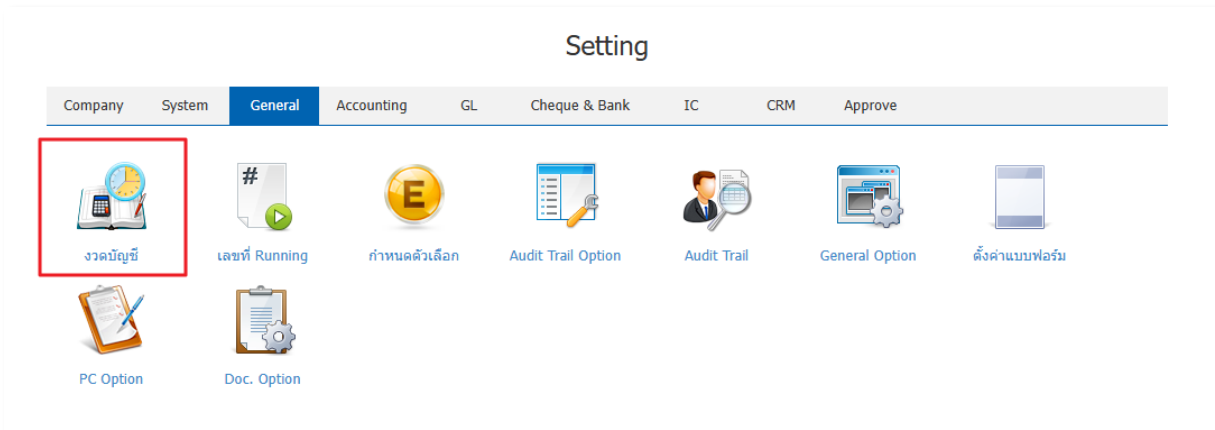 Setting
Company System General Accounting GL Cheque & Bank IC CRM Approve
#
E
งวดบัญชี เลขที่ Running กำหนดตัวเลือก Audit Trail Option Audit Trail General Option ตั้งค่าแบบฟอร์ม
PC Option Doc. Option